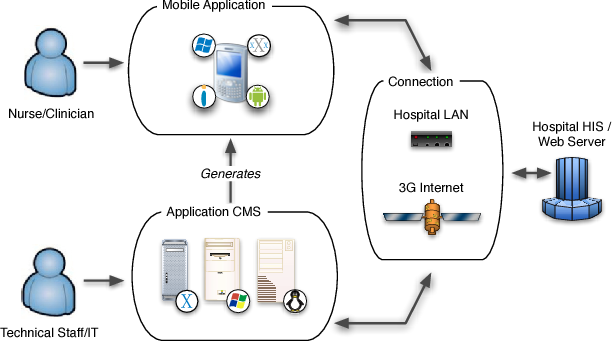 Mobile Application
Nurse/Clinician
Connection
Hospital LAN
3G Internet
Hospital HIS /
Web Server
Generates
Application CMS
X
Technical Staff/IT